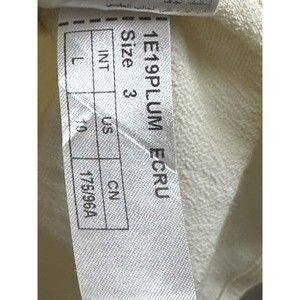 1E19PLUM ECRU
Size 3
INT US CN
L 10 175/96A